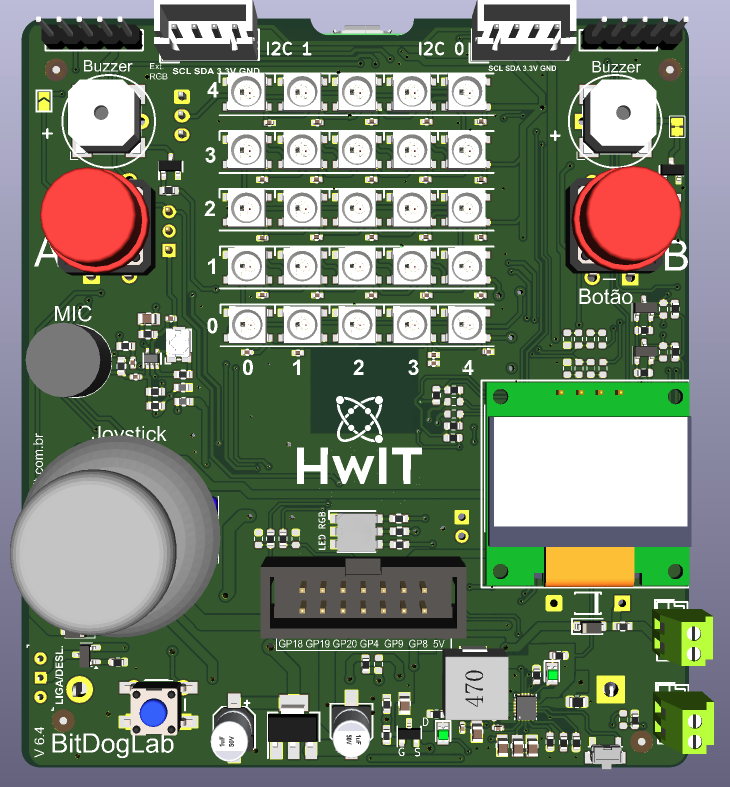 I2C 1
I2C 0
Buzzer
Ext.
RGB
SCL SDA 3.3V GND
SCL SDA 3.3V GND
Buzzer
4
+
+
3
2
A
B
1
Botão
MIC
0
0 1 2 3 4
Joystick
.com.br
HwIT
LED RGB
GP18 GP19 GP20 GP4 GP9 GP8 5V
LIGA/DESL.
470
+
D
G S
V 6.4
BitDogLab